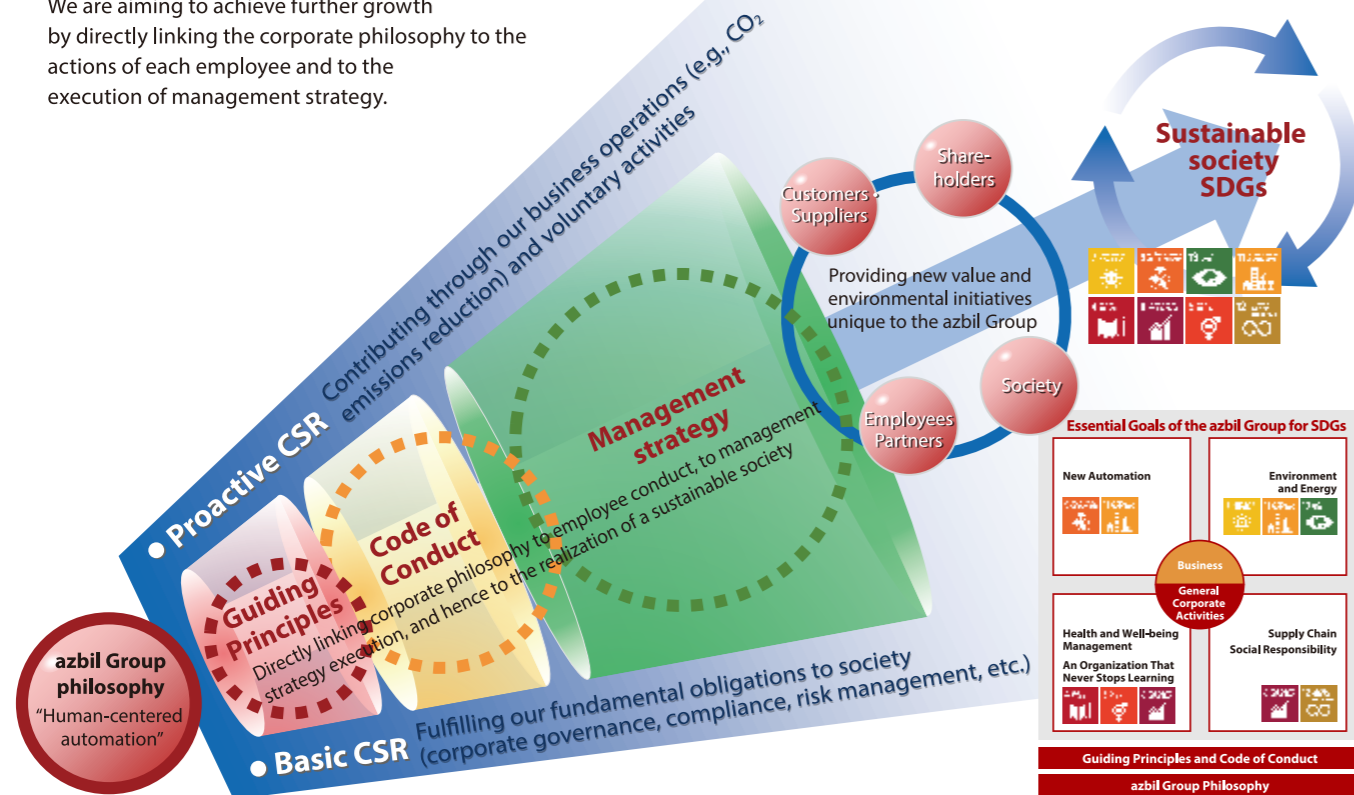 We are aiming to achieve further growth
by directly linking the corporate philosophy to the
actions of each employee and to the
execution of management strategy.
● Proactive CSR
Contributing through our business operations (e.g., CO₂
emissions reduction) and voluntary activities
Sustainable
society
SDGs
Share-
holders
Customers •
Suppliers
Providing new value and
environmental initiatives
unique to the azbil Group
Society
Employees
Partners
Management
strategy
Code of
Conduct
Guiding
Principles
Directly linking corporate philosophy to employee conduct, to management
strategy execution, and hence to the realization of a sustainable society
azbil Group
philosophy
“Human-centered
automation”
● Basic CSR
Fulfilling our fundamental obligations to society
(corporate governance, compliance, risk management, etc.)
Essential Goals of the azbil Group for SDGs
New Automation
Environment
and Energy
Business
General
Corporate
Activities
Health and Well-being
Management
An Organization That
Never Stops Learning
Supply Chain
Social Responsibility
Guiding Principles and Code of Conduct
azbil Group Philosophy